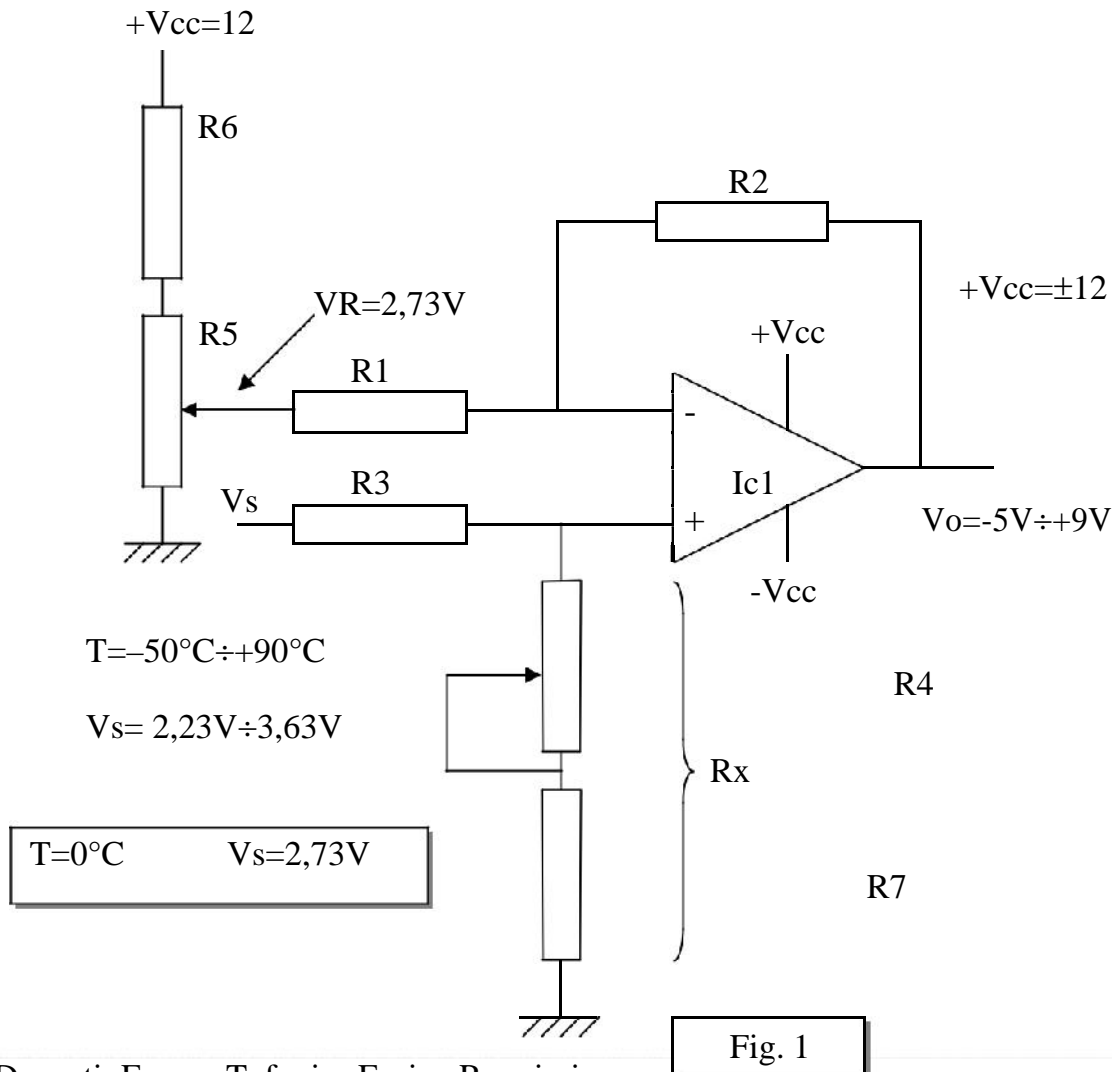 +Vcc=12
R6
R2
+Vcc=±12
VR=2,73V
R5
+Vcc
R1
-
Ic1
R3
Vs
+
Vo=-5V÷+9V
-Vcc
T=–50°C÷+90°C
R4
Vs= 2,23V÷3,63V
Rx
T=0°C Vs=2,73V
R7
Fig. 1